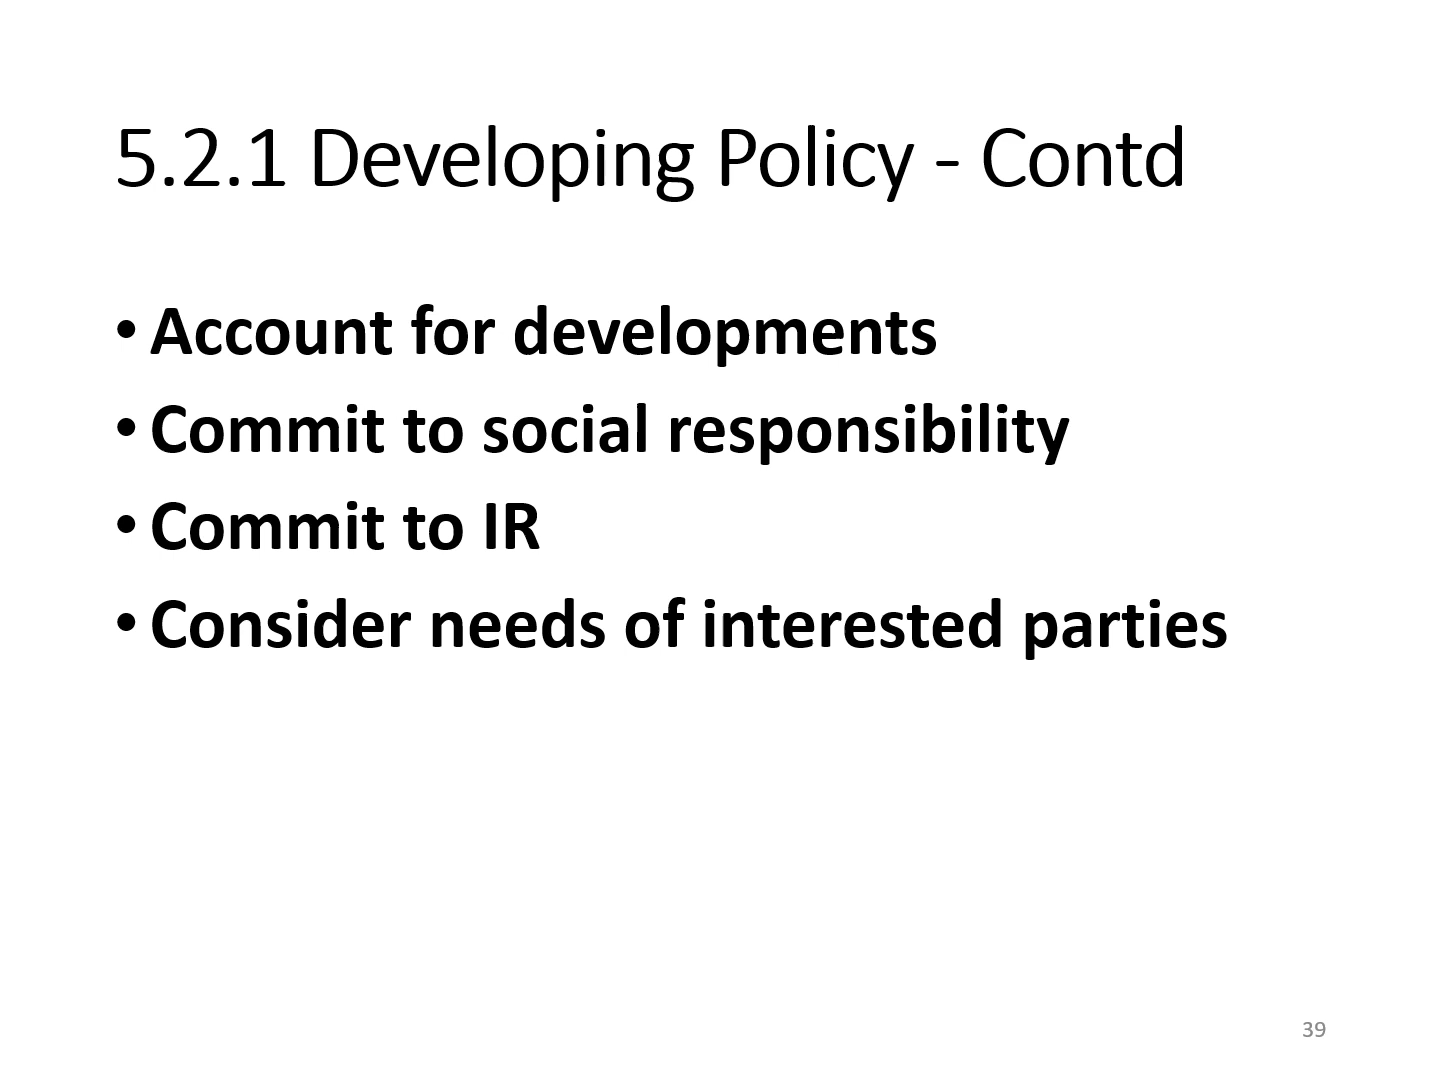 5.2.1 Developing Policy - Contd
• Account for developments
• Commit to social responsibility
• Commit to IR
• Consider needs of interested parties
39